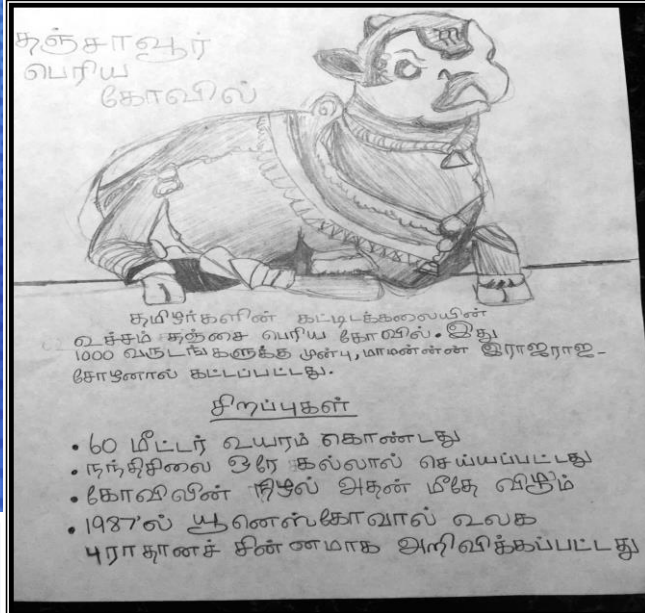 தஞ்சாவூர்
பெரிய
கோவில்
தமிழர்களின் கட்டிடக்கலையின்
உச்சம் தஞ்சை பெரிய கோவில். இது
1000 வருடங்களுக்கு முன்பு, மாமன்னன் இராஜராஜ-
சோழனால் கட்டப்பட்டது.
சிறப்புகள்
• 60 மீட்டர் உயரம் கொண்டது
• நந்திசிலை ஒரே கல்லால் செய்யப்பட்டது
• கோவிலின் நிழல் அதன் மீதே விழும்
• 1987'ல் யூனெஸ்கோவால் உலக
புராதானச் சின்னமாக அறிவிக்கப்பட்டது